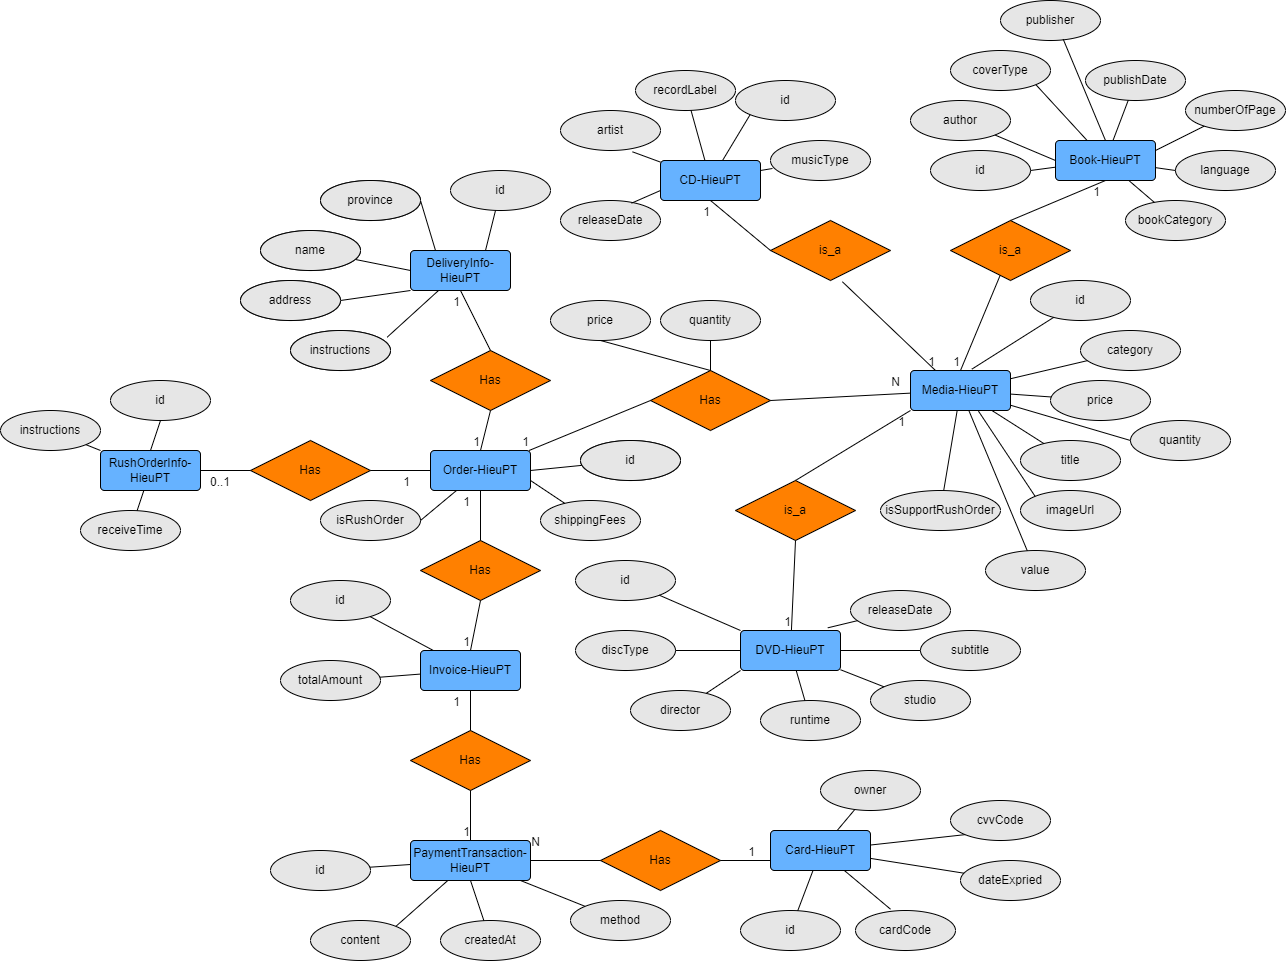 publisher
coverType
publishDate
recordLabel
id
numberOfPage
author
artist
musicType
Book-HieuPT
id
language
CD-HieuPT
releaseDate
bookCategory
1
1
province
id
name
is_a
is_a
DeliveryInfo-
HieuPT
address
1
id
instructions
price
quantity
category
1
1
Has
N
Media-HieuPT
price
Has
1
quantity
id
instructions
RushOrderInfo-
HieuPT
0..1
Has
1
1
1
Order-HieuPT
id
title
isRushOrder
1
shippingFees
is_a
isSupportRushOrder
imageUrl
receiveTime
Has
value
id
id
releaseDate
1
1
discType
DVD-HieuPT
subtitle
Invoice-HieuPT
totalAmount
1
director
runtime
studio
Has
owner
1
N
cvvCode
PaymentTransaction-
HieuPT
Has
1
Card-HieuPT
id
dateExpried
content
createdAt
method
id
cardCode